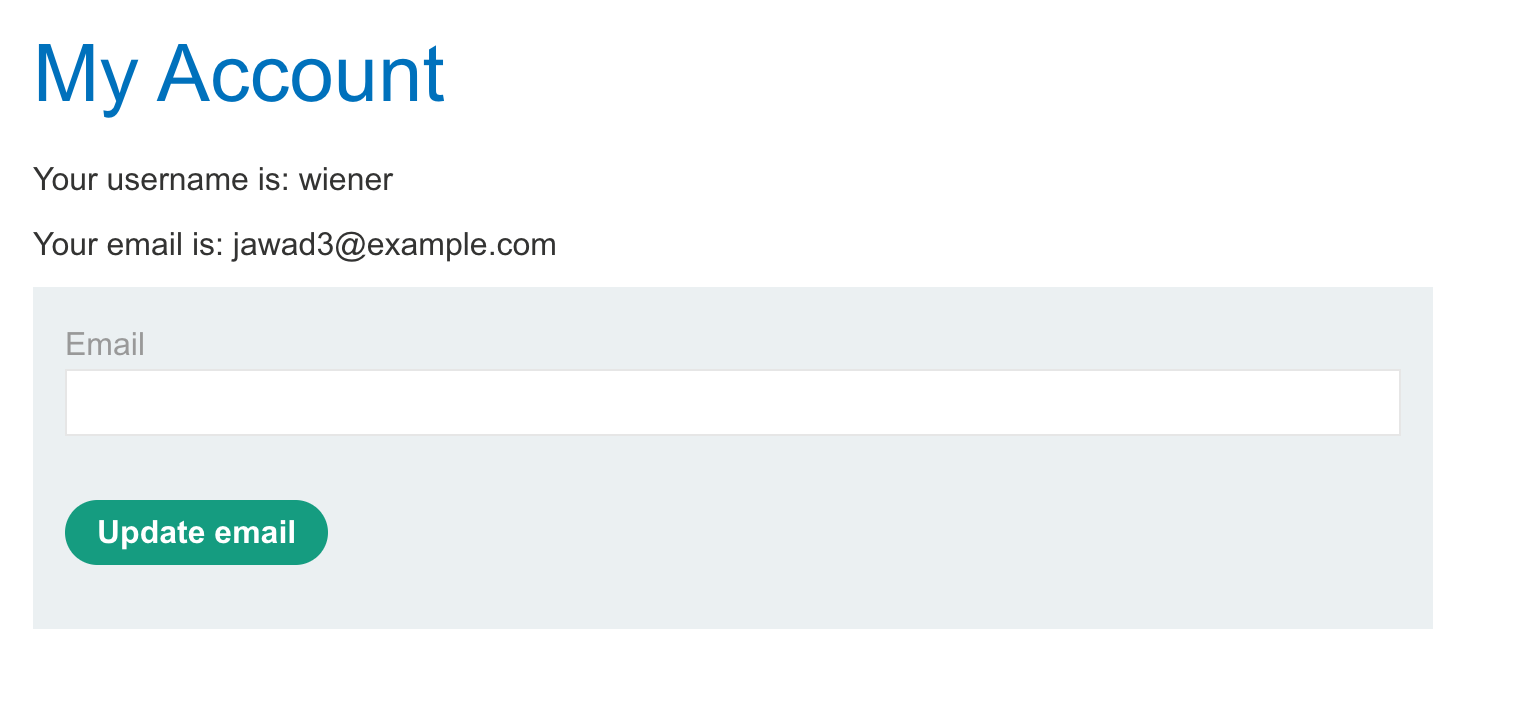 My Account
Your username is: wiener
Your email is: jawad3@example.com
Email
Update email